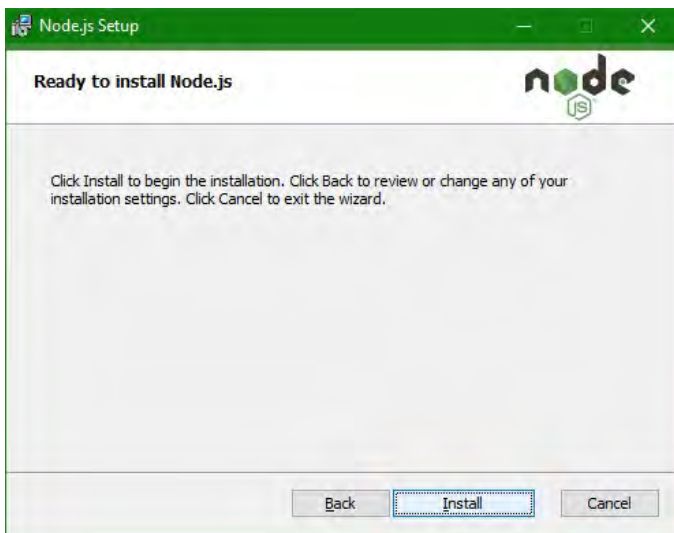 Node.js Setup
Ready to install Node.js
node
JS
Click Install to begin the installation. Click Back to review or change any of your
installation settings. Click Cancel to exit the wizard.
Back
Install
Cancel